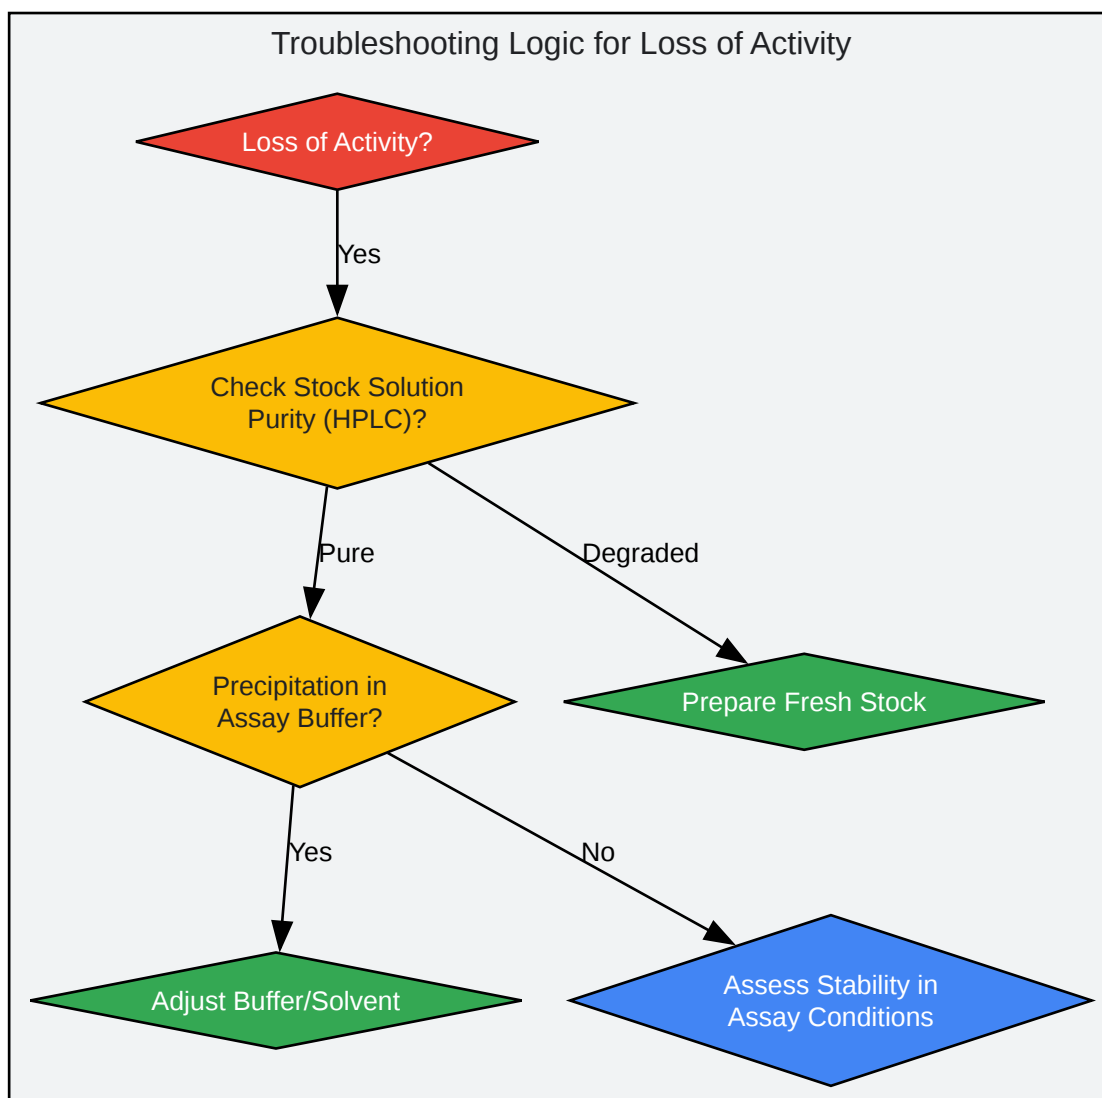 Troubleshooting Logic for Loss of Activity
Loss of Activity?
Yes
Check Stock Solution
Purity (HPLC)?
Pure
Degraded
Precipitation in
Assay Buffer?
Prepare Fresh Stock
Yes
No
Adjust Buffer/Solvent
Assess Stability in
Assay Conditions